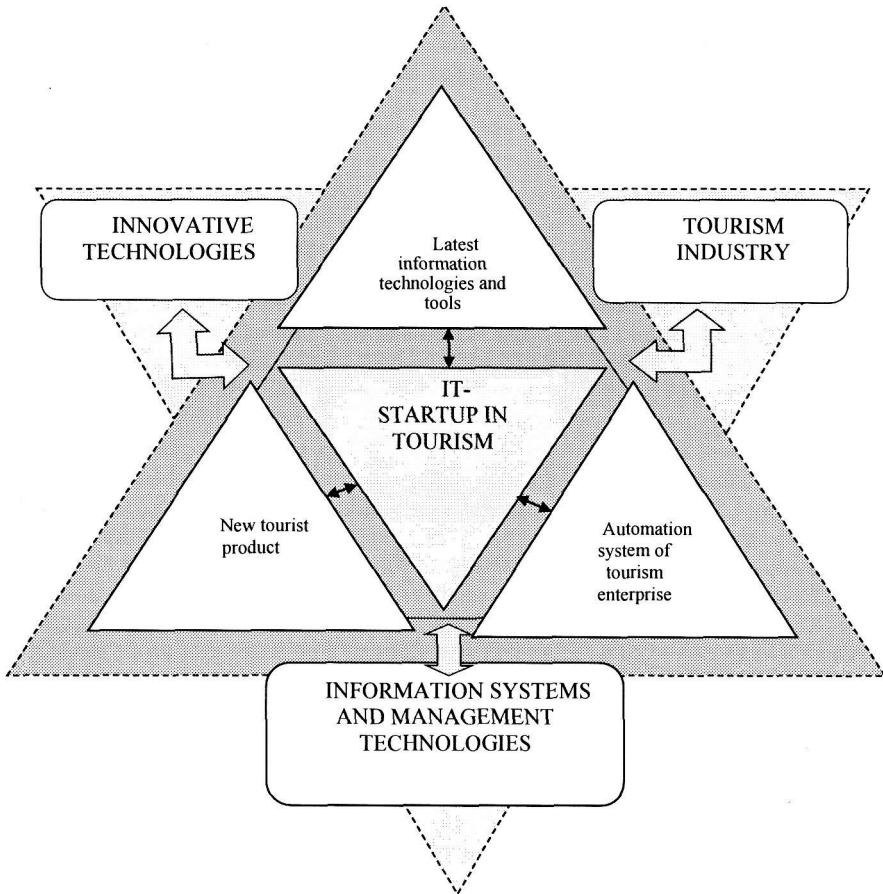 INNOVATIVE
TECHNOLOGIES
TOURISM
INDUSTRY
Latest
information
technologies and
tools
IT-
STARTUP IN
TOURISM
New tourist
product
Automation
system of
tourism
enterprise
INFORMATION SYSTEMS
AND MANAGEMENT
TECHNOLOGIES